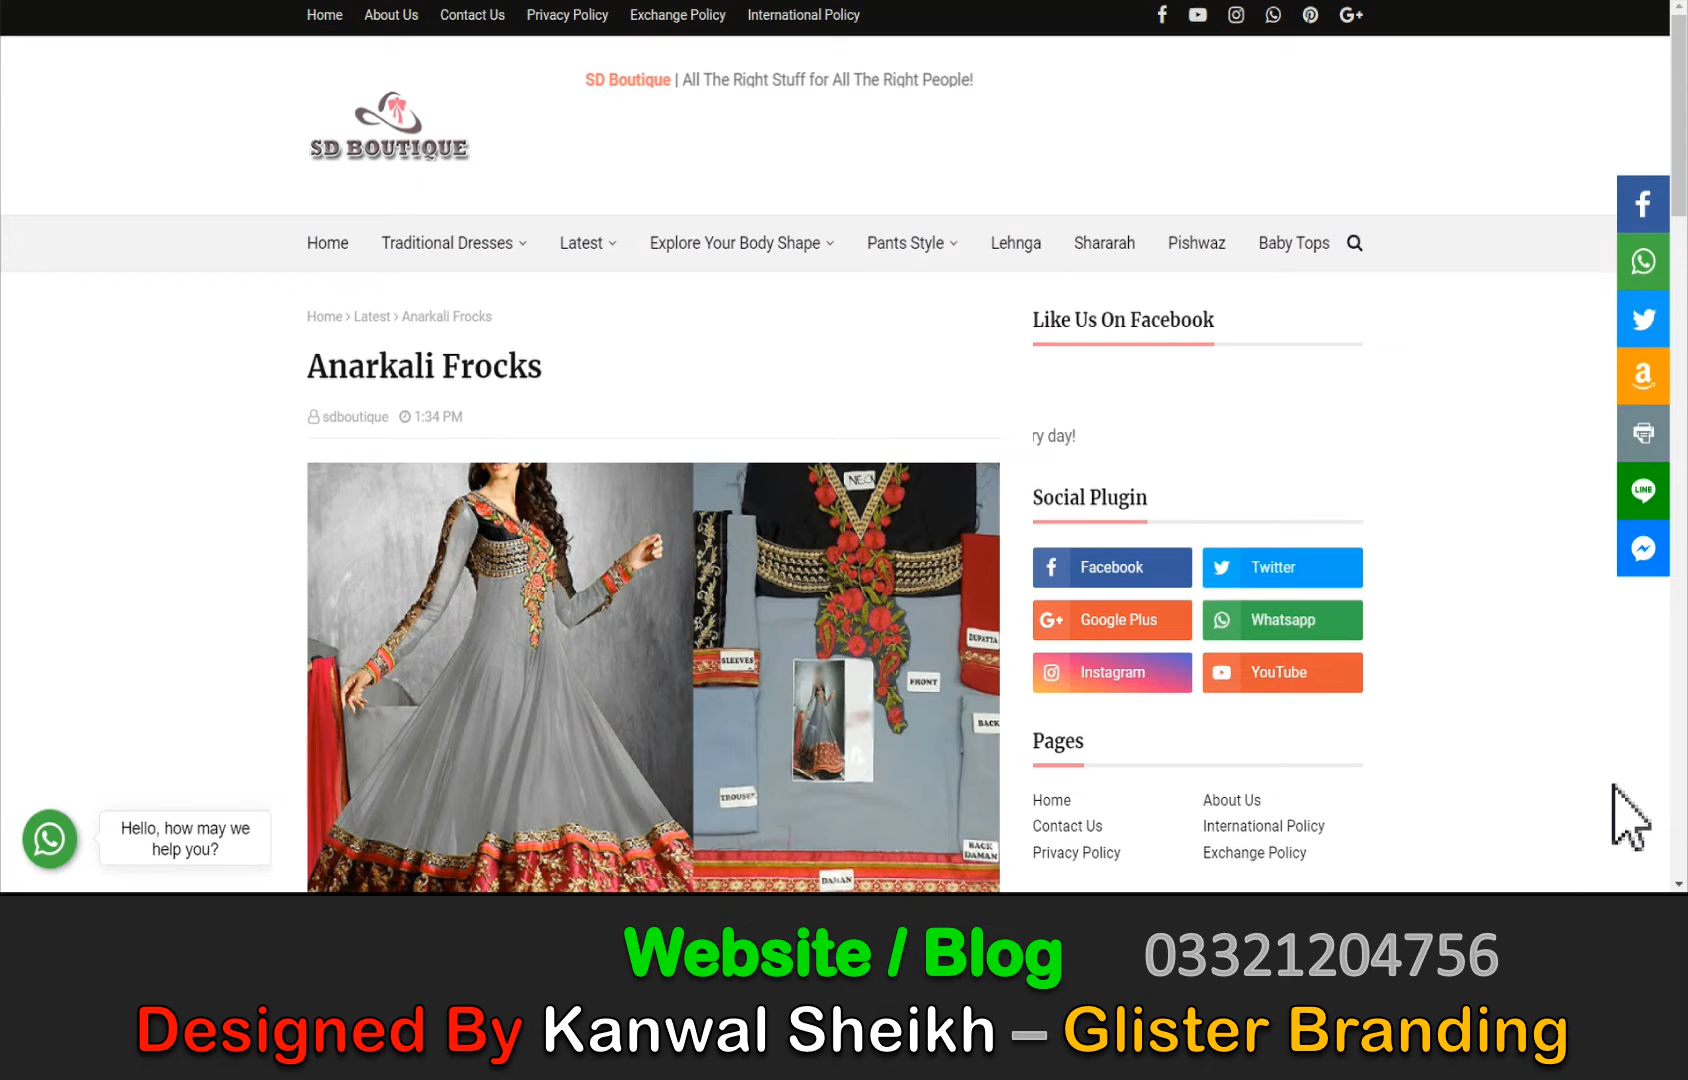 Home About Us Contact Us Privacy Policy Exchange Policy International Policy
SD Boutique | All The Right Stuff for All The Right People!
SD BOUTIQUE
Home Traditional Dresses Latest Explore Your Body Shape Pants Style Lehnga Shararah Pishwaz Baby Tops
Home > Latest > Anarkali Frocks
Anarkali Frocks
sdboutique 1:34 PM
NECK
SLEEVES
DUPATTA
FRONT
BACK
TROUSER
BACK
DAMAN
DAMAN
Like Us On Facebook
ry day!
Social Plugin
Facebook Twitter
Google Plus Whatsapp
Instagram YouTube
Pages
Home About Us
Contact Us International Policy
Privacy Policy Exchange Policy
LINE
Hello, how may we
help you?
Website / Blog 03321204756
Designed By Kanwal Sheikh – Glister Branding